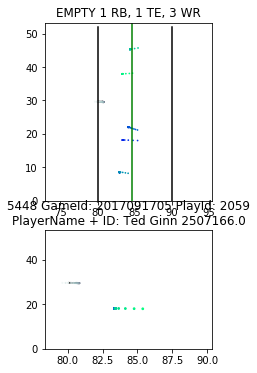 EMPTY 1 RB, 1 TE, 3 WR
50
40
30
20
10
0
75 80 85 90 95
5448 GameId: 2017091705 PlayId: 2059
PlayerName + ID: Ted Ginn 2507166.0
40
20
0
80.0 82.5 85.0 87.5 90.0